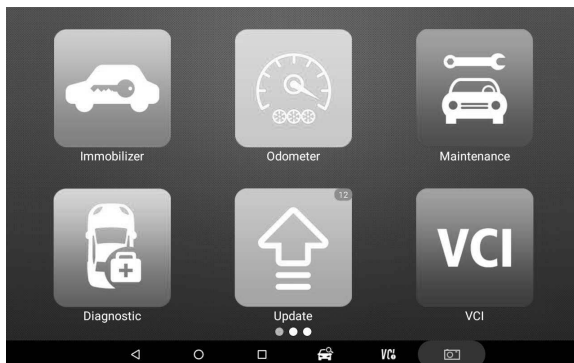 Immobilizer
Odometer
Maintenance
12
VCI
Diagnostic
Update
VCI
VCI